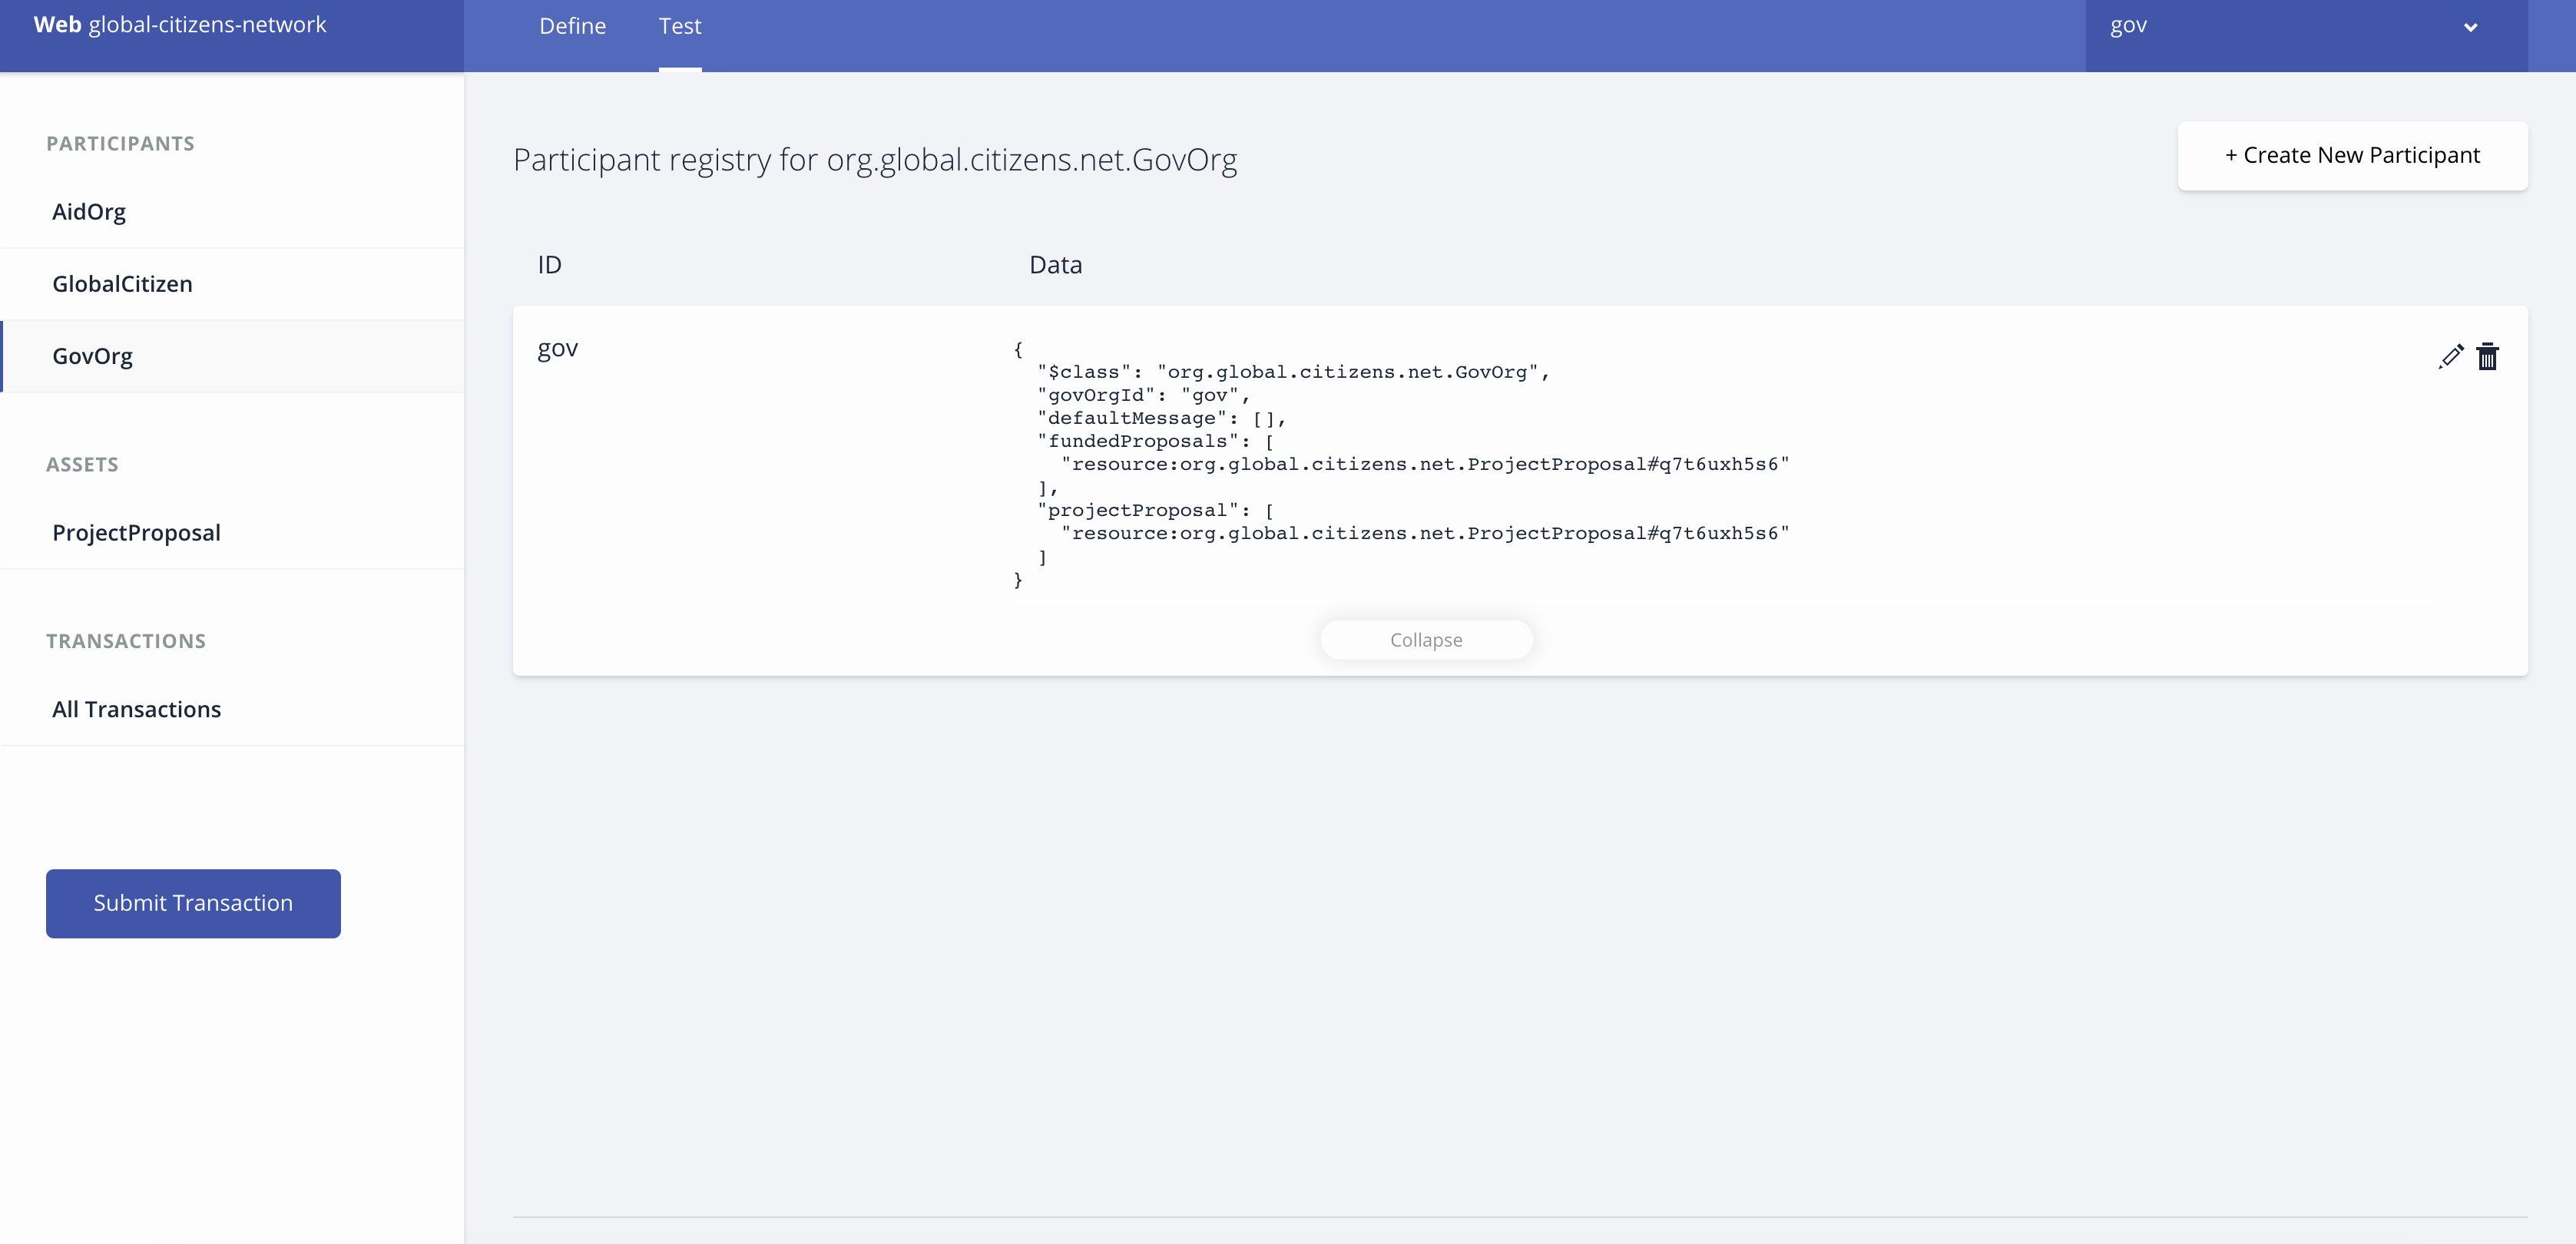 Web global-citizens-network
Define
Test
gov
PARTICIPANTS
AidOrg
GlobalCitizen
GovOrg
ASSETS
ProjectProposal
TRANSACTIONS
All Transactions
Submit Transaction
Participant registry for org.global.citizens.net.GovOrg
+ Create New Participant
ID
Data
gov
{
  "$class": "org.global.citizens.net.GovOrg",
  "govOrgId": "gov",
  "defaultMessage": [],
  "fundedProposals": [
    "resource:org.global.citizens.net.ProjectProposal#q7t6uxh5s6"
  ],
  "projectProposal": [
    "resource:org.global.citizens.net.ProjectProposal#q7t6uxh5s6"
  ]
}
Collapse